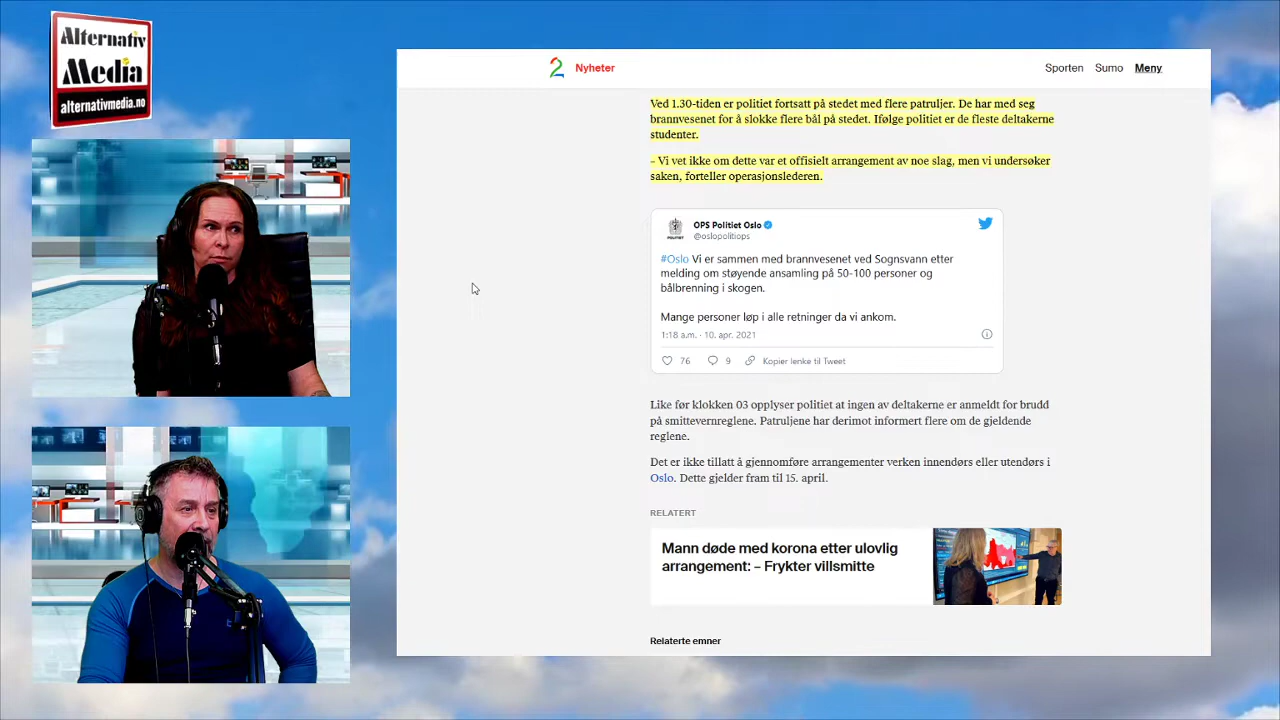 Alternativ
Media
alternativmedia.no
2 Nyheter
Sporten Sumo Meny
Ved 1.30-tiden er politiet fortsatt på stedet med flere patruljer. De har med seg
brannvesenet for å slokke flere bål på stedet. Ifølge politiet er de fleste deltakerne
studenter.
– Vi vet ikke om dette var et offisielt arrangement av noe slag, men vi undersøker
saken, forteller operasjonslederen.
OPS Politiet Oslo
@oslopolitiops
POLITIET
#Oslo Vi er sammen med brannvesenet ved Sognsvann etter
melding om støyende ansamling på 50-100 personer og
bålbrenning i skogen.
Mange personer løp i alle retninger da vi ankom.
1:18 a.m. · 10. apr. 2021
76 9 Kopier lenke til Tweet
Like før klokken 03 opplyser politiet at ingen av deltakerne er anmeldt for brudd
på smittevernreglene. Patruljene har derimot informert flere om de gjeldende
reglene.
Det er ikke tillatt å gjennomføre arrangementer verken innendørs eller utendørs i
Oslo. Dette gjelder fram til 15. april.
RELATERT
Mann døde med korona etter ulovlig
arrangement: – Frykter villsmitte
Relaterte emner